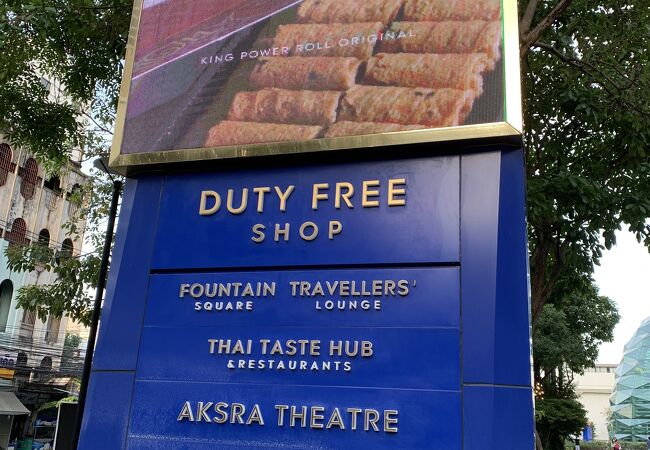 KING POWER ROLL ORIGINAL
DUTY FREE
SHOP
FOUNTAIN TRAVELLERS'
SQUARE LOUNGE
THAI TASTE HUB
& RESTAURANTS
AKSRA THEATRE